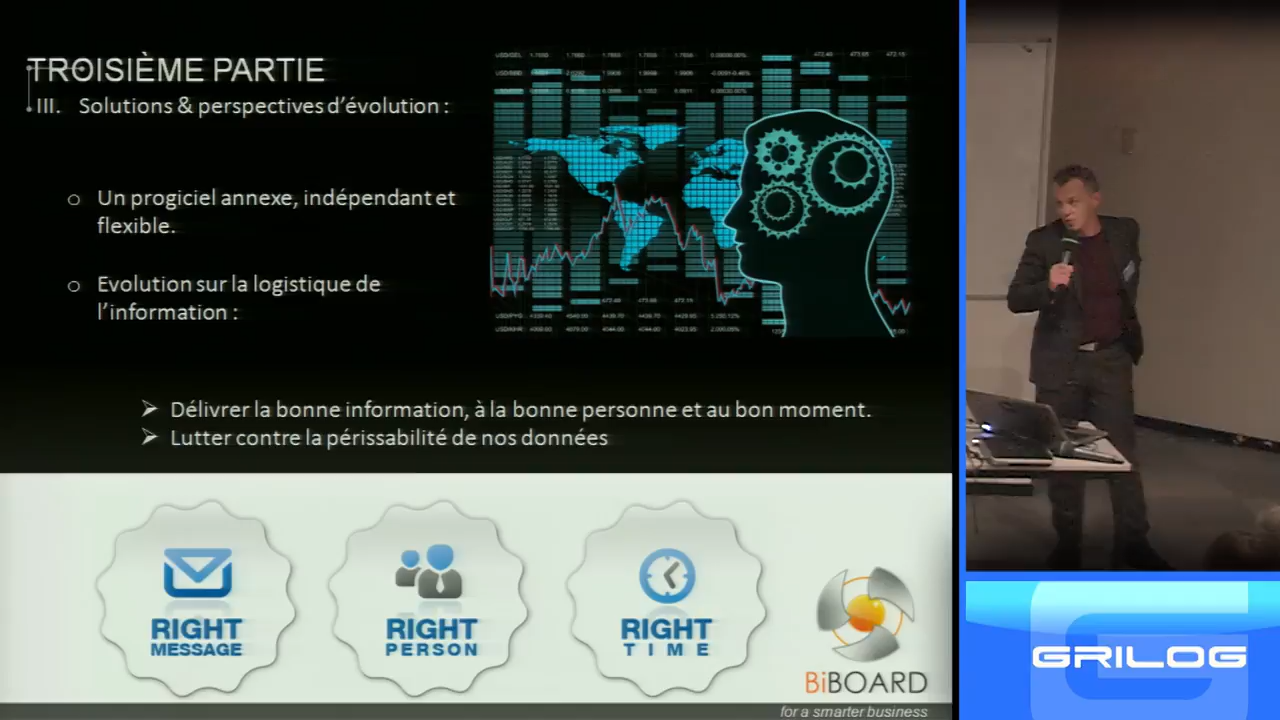 TROISIÈME PARTIE
III. Solutions & perspectives d'évolution :
o Un progiciel annexe, indépendant et
flexible.
o Evolution sur la logistique de
l'information :
➢ Délivrer la bonne information, à la bonne personne et au bon moment.
➢ Lutter contre la périssabilité de nos données
RIGHT
MESSAGE
RIGHT
PERSON
RIGHT
TIME
BiBOARD
for a smarter business
GRILOG